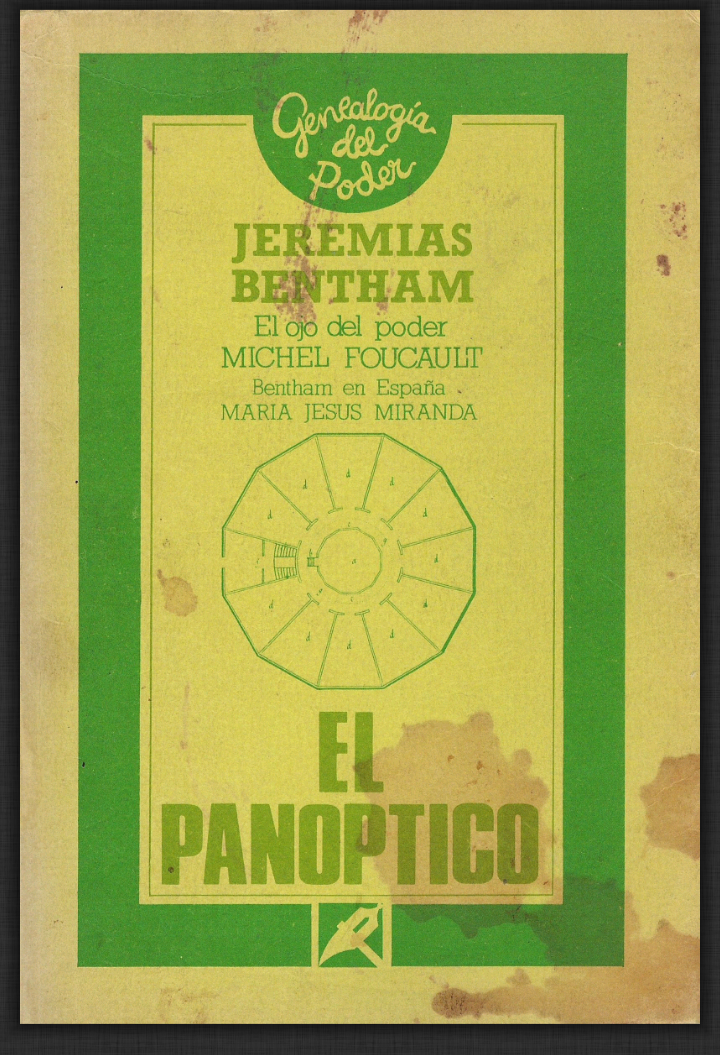 Genealogía
del
Poder
JEREMIAS
BENTHAM
El ojo del poder
MICHEL FOUCAULT
Bentham en España
MARIA JESUS MIRANDA
EL
PANOPTICO